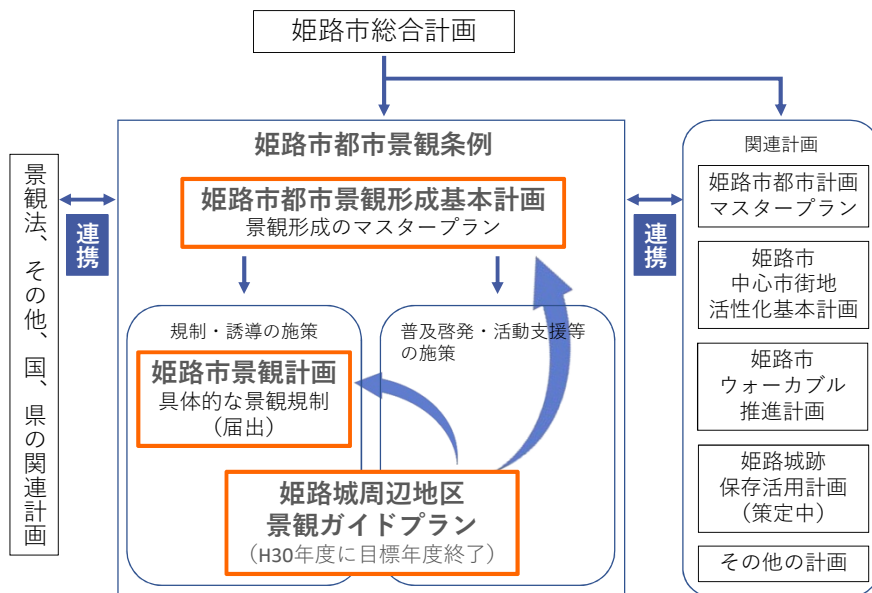 姫路市総合計画
景観法、その他、国、県の関連計画
連携
姫路市都市景観条例
姫路市都市景観形成基本計画
景観形成のマスタープラン
規制・誘導の施策
姫路市景観計画
具体的な景観規制
（届出）
普及啓発・活動支援等
の施策
姫路城周辺地区
景観ガイドプラン
（H30年度に目標年度終了）
連携
関連計画
姫路市都市計画
マスタープラン
姫路市
中心市街地
活性化基本計画
姫路市
ウォーカブル
推進計画
姫路城跡
保存活用計画
（策定中）
その他の計画